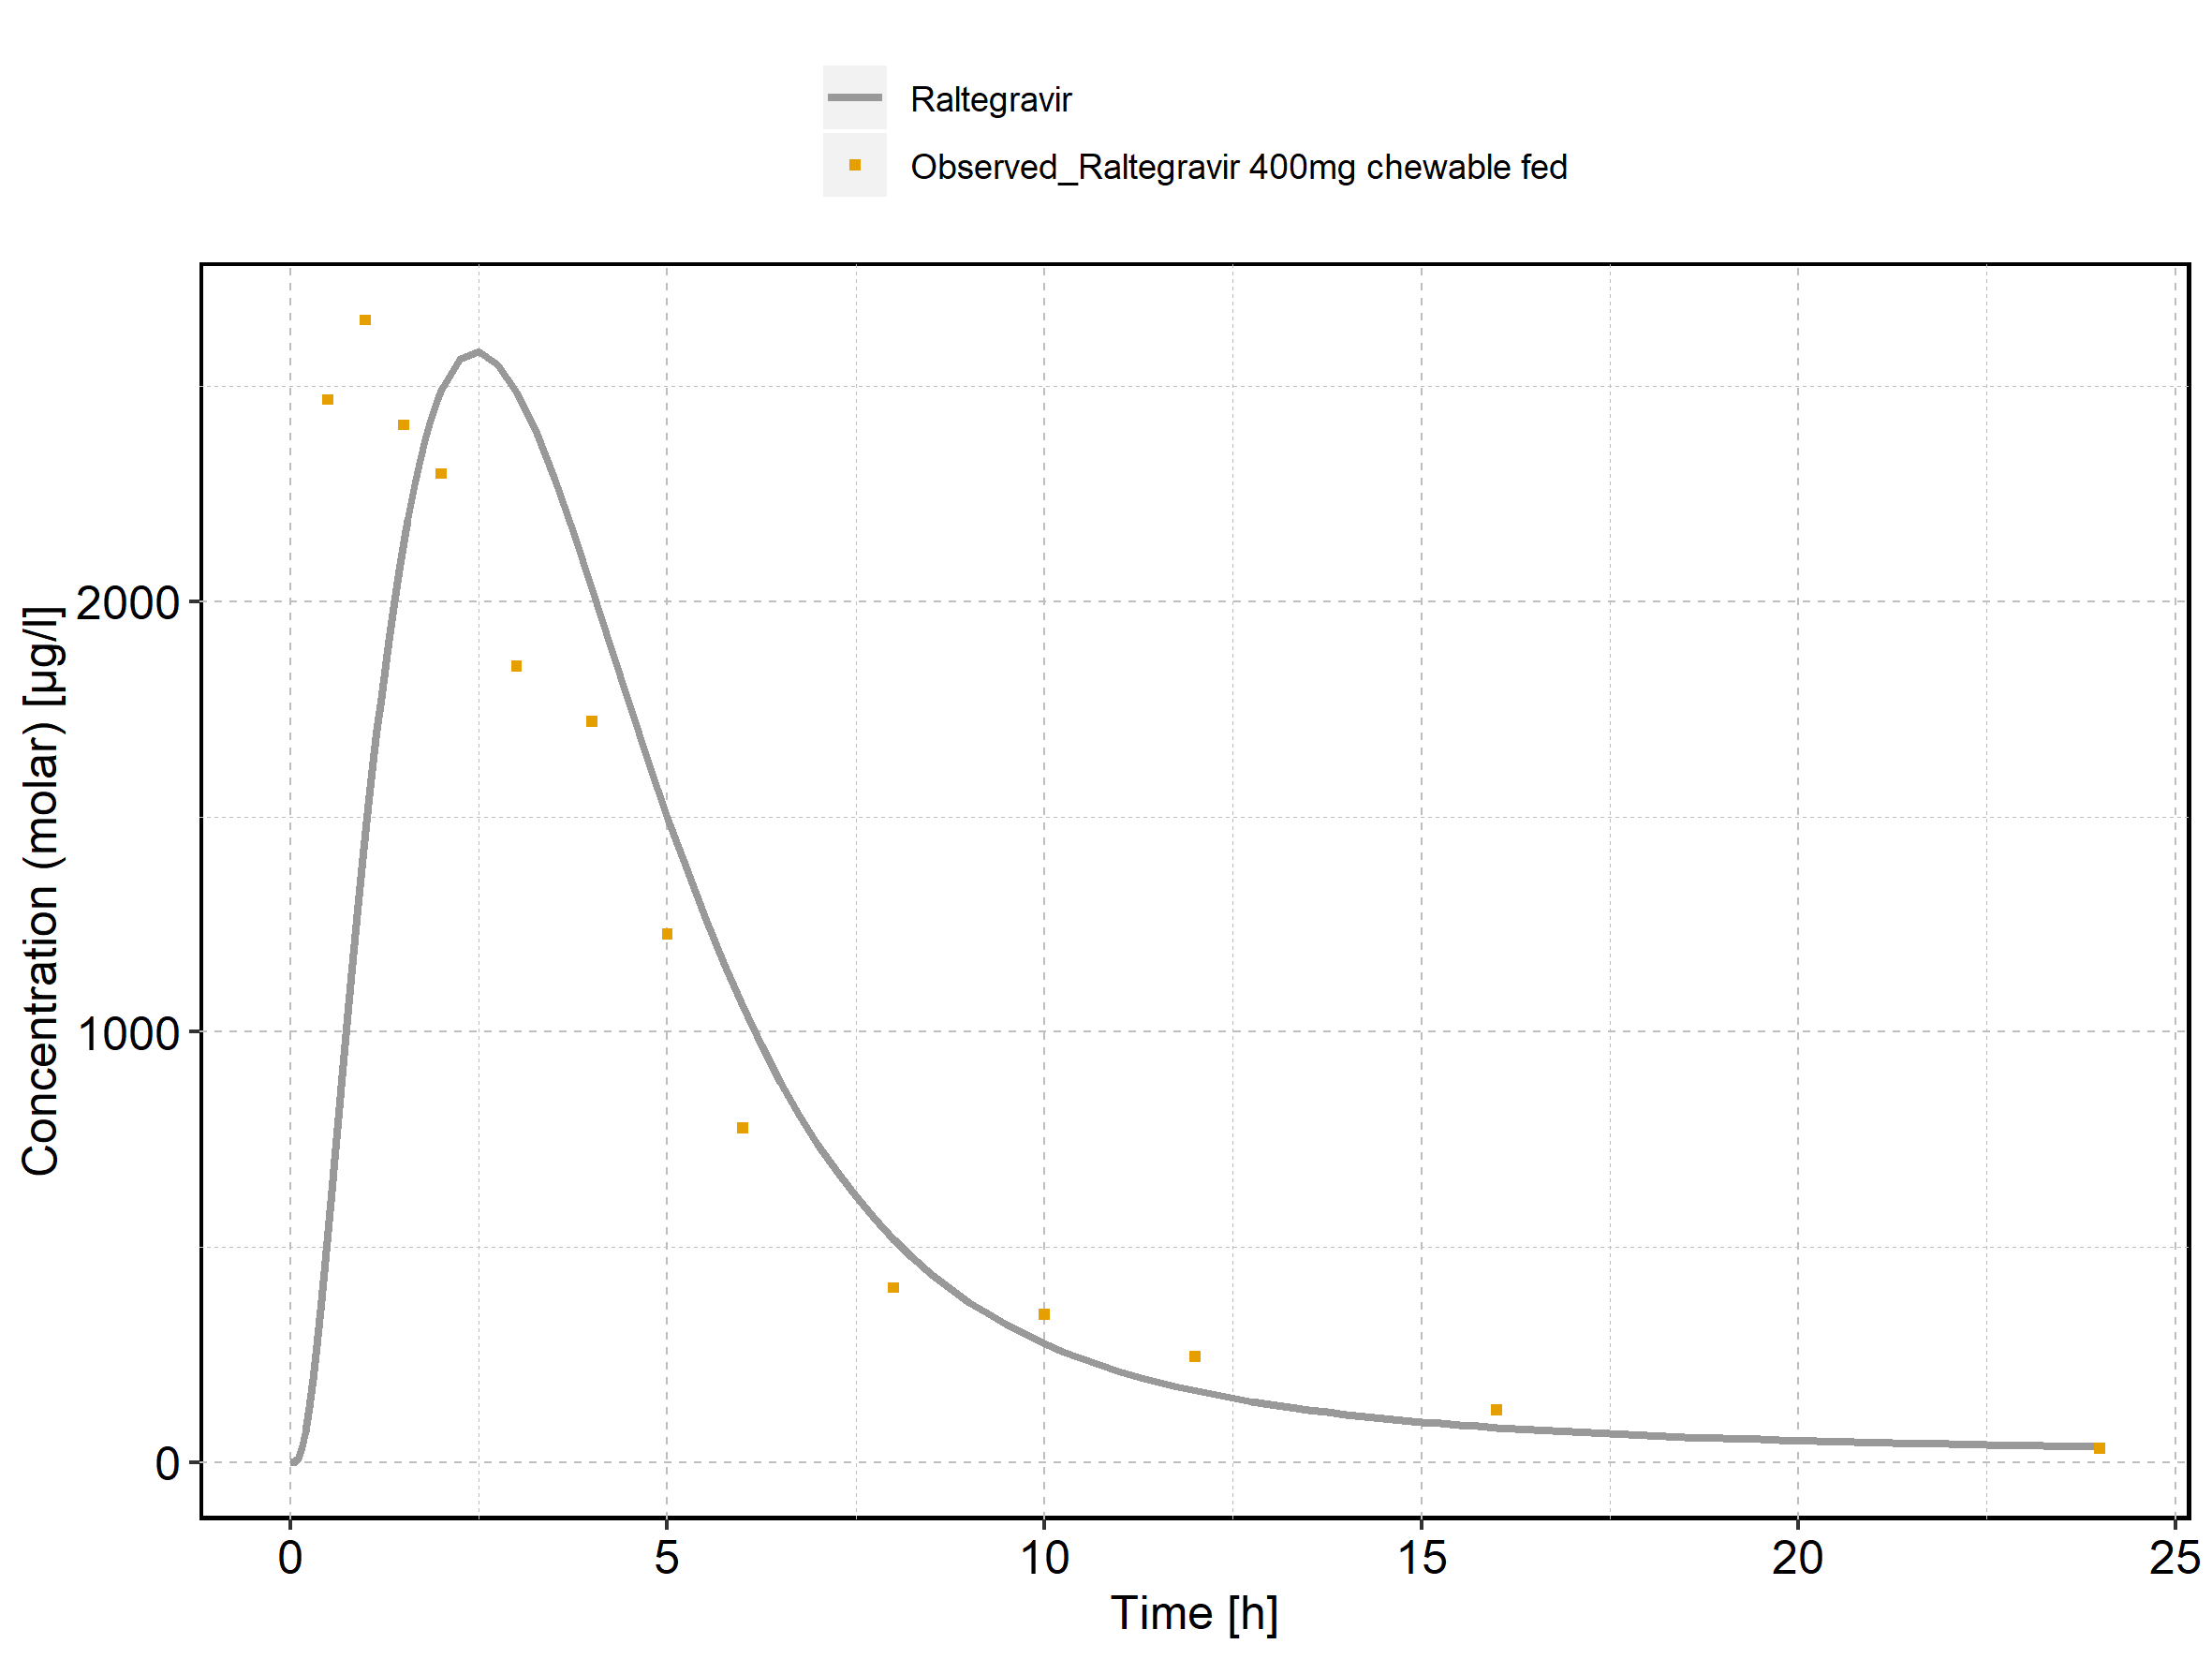 Raltegravir
Observed_Raltegravir 400mg chewable fed
Concentration (molar) [µg/l]
2000
1000
0
0 5 10 15 20 25
Time [h]